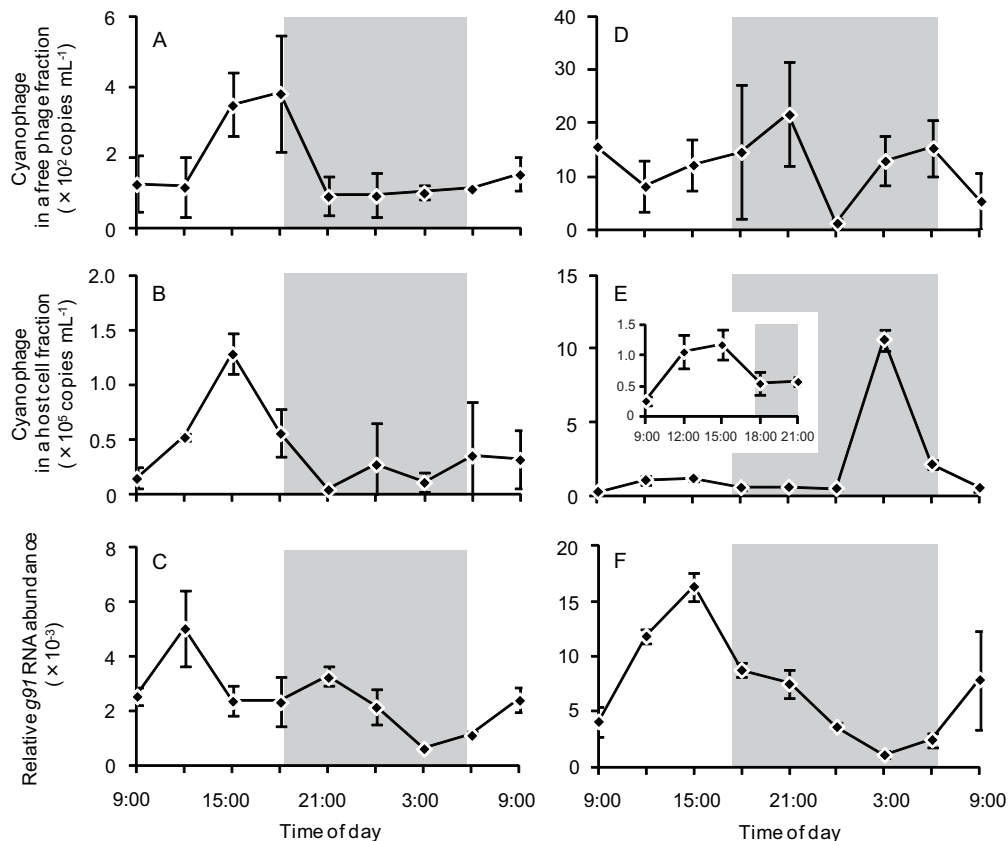 Cyanophage
in a free phage fraction
(×10² copies mL⁻¹)
A
6
4
2
0
D
40
30
20
10
0
Cyanophage
in a host cell fraction
(×10⁵ copies mL⁻¹)
B
2.0
1.5
1.0
0.5
0
E
15
10
5
0
1.5
1.0
0.5
0
9:00 12:00 15:00 18:00 21:00
Relative g91 RNA abundance
(×10⁻³)
C
8
6
4
2
0
9:00 15:00 21:00 3:00 9:00
Time of day
F
20
15
10
5
0
9:00 15:00 21:00 3:00 9:00
Time of day